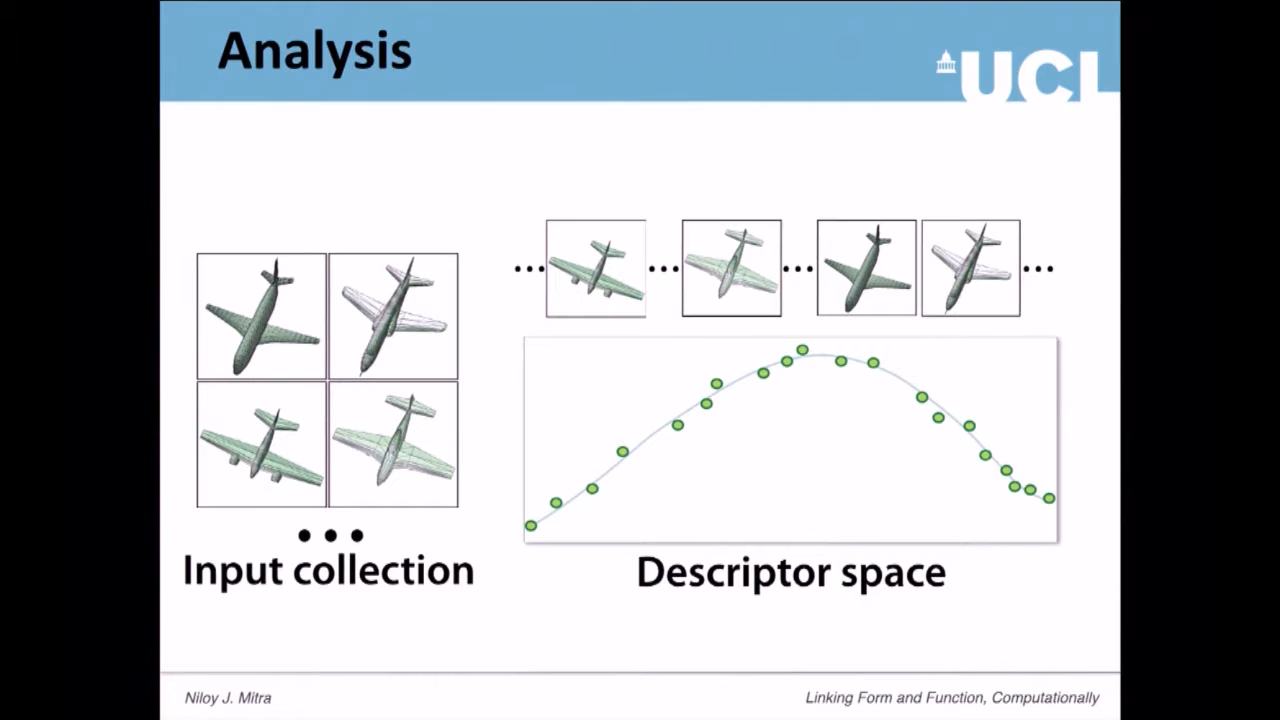 Analysis
UCL
Input collection
Descriptor space
Niloy J. Mitra
Linking Form and Function, Computationally